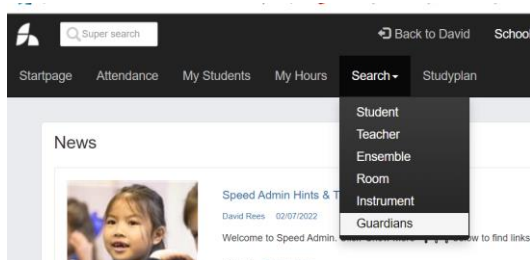 Super search
Back to David School
Startpage Attendance My Students My Hours Search Studyplan
Student
Teacher
Ensemble
Room
Instrument
Guardians
News
Speed Admin Hints & T
David Rees 02/07/2022
Welcome to Speed Admin. to find links